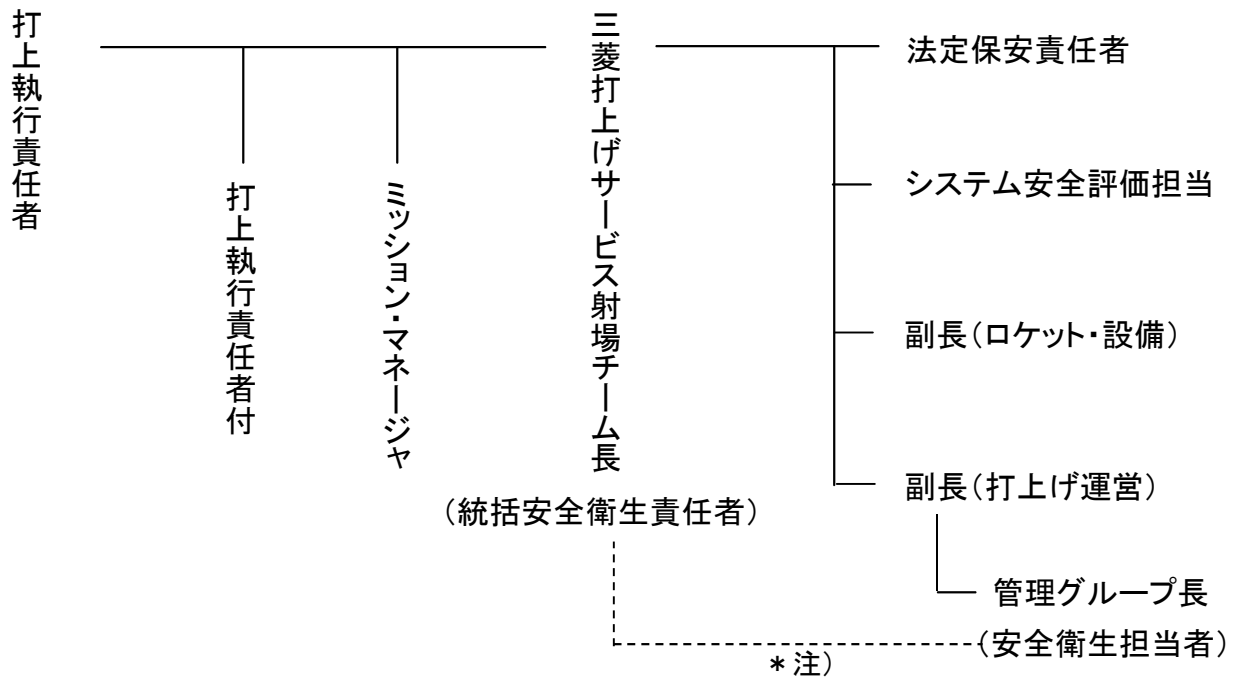 打上執行責任者
打上執行責任者付
ミッション・マネージャ
三菱打上げサービス射場チーム長
(統括安全衛生責任者)
法定保安責任者
システム安全評価担当
副長(ロケット・設備)
副長(打上げ運営)
管理グループ長
(安全衛生担当者)
*注)